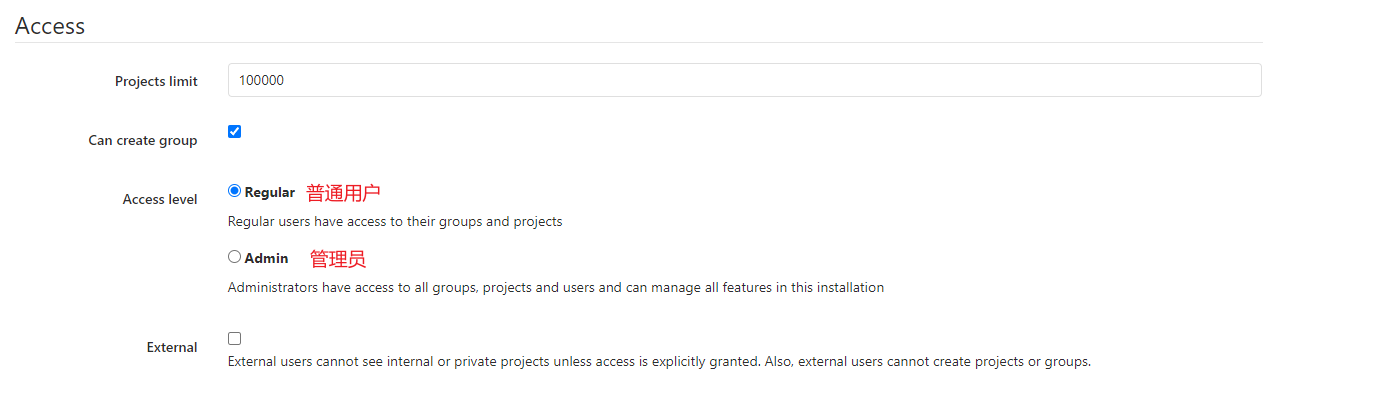 Access
Projects limit 100000
Can create group
Access level Regular 普通用户
Regular users have access to their groups and projects
Admin 管理员
Administrators have access to all groups, projects and users and can manage all features in this installation
External
External users cannot see internal or private projects unless access is explicitly granted. Also, external users cannot create projects or groups.